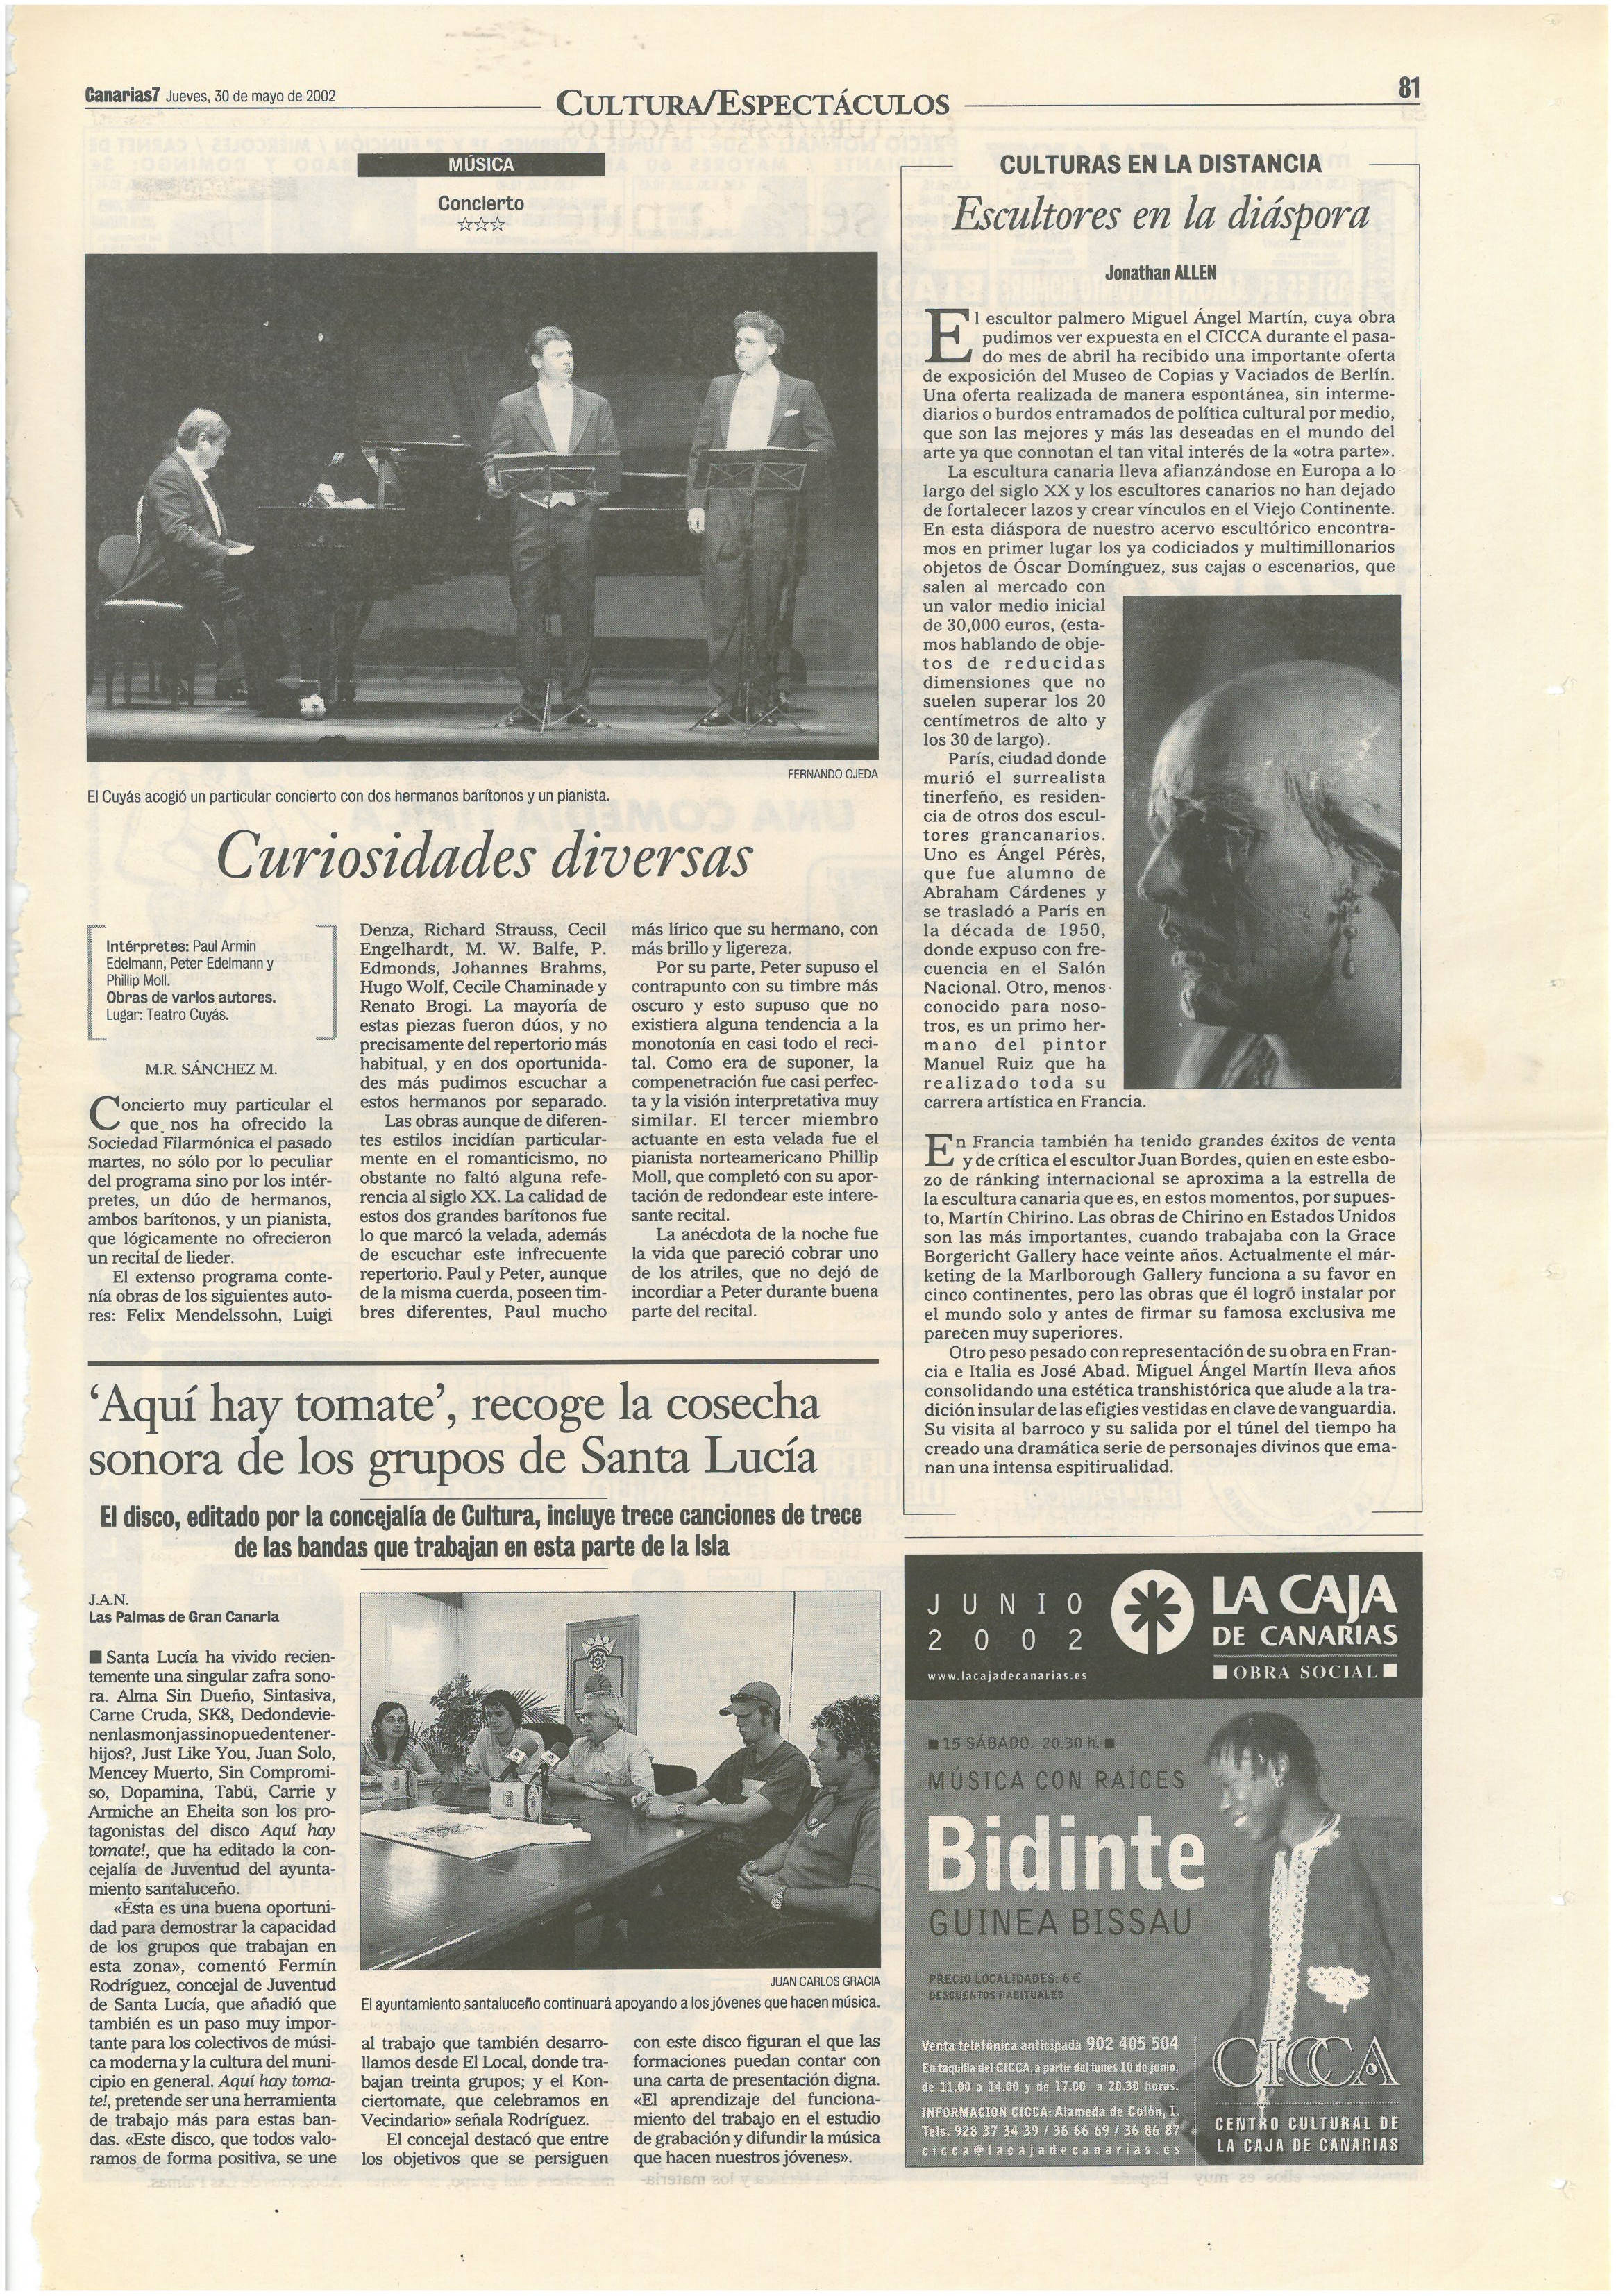 Canarias7 Jueves, 30 de mayo de 2002
CULTURA/ESPECTÁCULOS
81
MÚSICA
Concierto
☆☆☆
FERNANDO OJEDA
El Cuyás acogió un particular concierto con dos hermanos barítonos y un pianista.
Curiosidades diversas
Intérpretes: Paul Armin
Edelmann, Peter Edelmann y
Phillip Moll.
Obras de varios autores.
Lugar: Teatro Cuyás.
M.R. SÁNCHEZ M.
Concierto muy particular el
que nos ha ofrecido la
Sociedad Filarmónica el pasado
martes, no sólo por lo peculiar
del programa sino por los intér-
pretes, un dúo de hermanos,
ambos barítonos, y un pianista,
que lógicamente no ofrecieron
un recital de lieder.
El extenso programa conte-
nía obras de los siguientes auto-
res: Felix Mendelssohn, Luigi
Denza, Richard Strauss, Cecil
Engelhardt, M. W. Balfe, P.
Edmonds, Johannes Brahms,
Hugo Wolf, Cecile Chaminade y
Renato Brogi. La mayoría de
estas piezas fueron dúos, y no
precisamente del repertorio más
habitual, y en dos oportunida-
des más pudimos escuchar a
estos hermanos por separado.
Las obras aunque de diferen-
tes estilos incidían particular-
mente en el romanticismo, no
obstante no faltó alguna refe-
rencia al siglo XX. La calidad de
estos dos grandes barítonos fue
lo que marcó la velada, además
de escuchar este infrecuente
repertorio. Paul y Peter, aunque
de la misma cuerda, poseen tim-
bres diferentes, Paul mucho
más lírico que su hermano, con
más brillo y ligereza.
Por su parte, Peter supuso el
contrapunto con su timbre más
oscuro y esto supuso que no
existiera alguna tendencia a la
monotonía en casi todo el reci-
tal. Como era de suponer, la
compenetración fue casi perfec-
ta y la visión interpretativa muy
similar. El tercer miembro
actuante en esta velada fue el
pianista norteamericano Phillip
Moll, que completó con su apor-
tación de redondear este intere-
sante recital.
La anécdota de la noche fue
la vida que pareció cobrar uno
de los atriles, que no dejó de
incordiar a Peter durante buena
parte del recital.
'Aquí hay tomate', recoge la cosecha
sonora de los grupos de Santa Lucía
El disco, editado por la concejalía de Cultura, incluye trece canciones de trece
de las bandas que trabajan en esta parte de la Isla
J.A.N.
Las Palmas de Gran Canaria
■ Santa Lucía ha vivido recien-
temente una singular zafra sono-
ra. Alma Sin Dueño, Sintasiva,
Carne Cruda, SK8, Dedondevie-
nenlasmonjassinopuedentener-
hijos?, Just Like You, Juan Solo,
Mencey Muerto, Sin Compromi-
so, Dopamina, Tabü, Carrie y
Armiche an Eheita son los pro-
tagonistas del disco Aquí hay
tomate!, que ha editado la con-
cejalía de Juventud del ayunta-
miento santaluceño.
«Ésta es una buena oportuni-
dad para demostrar la capacidad
de los grupos que trabajan en
esta zona», comentó Fermín
Rodríguez, concejal de Juventud
de Santa Lucía, que añadió que
también es un paso muy impor-
tante para los colectivos de músi-
ca moderna y la cultura del muni-
cipio en general. Aquí hay toma-
te!, pretende ser una herramienta
de trabajo más para estas ban-
das. «Este disco, que todos valo-
ramos de forma positiva, se une
JUAN CARLOS GRACIA
El ayuntamiento santaluceño continuará apoyando a los jóvenes que hacen música.
al trabajo que también desarro-
llamos desde El Local, donde tra-
bajan treinta grupos; y el Kon-
ciertomate, que celebramos en
Vecindario» señala Rodríguez.
El concejal destacó que entre
los objetivos que se persiguen
con este disco figuran el que las
formaciones puedan contar con
una carta de presentación digna.
«El aprendizaje del funciona-
miento del trabajo en el estudio
de grabación y difundir la música
que hacen nuestros jóvenes».
CULTURAS EN LA DISTANCIA
Escultores en la diáspora
Jonathan ALLEN
El escultor palmero Miguel Ángel Martín, cuya obra
pudimos ver expuesta en el CICCA durante el pasa-
do mes de abril ha recibido una importante oferta
de exposición del Museo de Copias y Vaciados de Berlín.
Una oferta realizada de manera espontánea, sin interme-
diarios o burdos entramados de política cultural por medio,
que son las mejores y más las deseadas en el mundo del
arte ya que connotan el tan vital interés de la «otra parte».
La escultura canaria lleva afianzándose en Europa a lo
largo del siglo XX y los escultores canarios no han dejado
de fortalecer lazos y crear vínculos en el Viejo Continente.
En esta diáspora de nuestro acervo escultórico encontra-
mos en primer lugar los ya codiciados y multimillonarios
objetos de Óscar Domínguez, sus cajas o escenarios, que
salen al mercado con
un valor medio inicial
de 30,000 euros, (esta-
mos hablando de obje-
tos de reducidas
dimensiones que no
suelen superar los 20
centímetros de alto y
los 30 de largo).
París, ciudad donde
murió el surrealista
tinerfeño, es residen-
cia de otros dos escul-
tores grancanarios.
Uno es Ángel Pérès,
que fue alumno de
Abraham Cárdenes y
se trasladó a París en
la década de 1950,
donde expuso con fre-
cuencia en el Salón
Nacional. Otro, menos
conocido para noso-
tros, es un primo her-
mano del pintor
Manuel Ruiz que ha
realizado toda su
carrera artística en Francia.
En Francia también ha tenido grandes éxitos de venta
y de crítica el escultor Juan Bordes, quien en este esbo-
zo de ránking internacional se aproxima a la estrella de
la escultura canaria que es, en estos momentos, por supues-
to, Martín Chirino. Las obras de Chirino en Estados Unidos
son las más importantes, cuando trabajaba con la Grace
Borgericht Gallery hace veinte años. Actualmente el már-
keting de la Marlborough Gallery funciona a su favor en
cinco continentes, pero las obras que él logró instalar por
el mundo solo y antes de firmar su famosa exclusiva me
parecen muy superiores.
Otro peso pesado con representación de su obra en Fran-
cia e Italia es José Abad. Miguel Ángel Martín lleva años
consolidando una estética transhistórica que alude a la tra-
dición insular de las efigies vestidas en clave de vanguardia.
Su visita al barroco y su salida por el túnel del tiempo ha
creado una dramática serie de personajes divinos que ema-
nan una intensa espitirualidad.
JUNIO
2002
www.lacajadecanarias.es
LA CAJA
DE CANARIAS
■ OBRA SOCIAL ■
■ 15 SÁBADO. 20.30 h. ■
MÚSICA CON RAÍCES
Bidinte
GUINEA BISSAU
PRECIO LOCALIDADES: 6 €
DESCUENTOS HABITUALES
Venta telefónica anticipada 902 405 504
En taquilla del CICCA, a partir del lunes 10 de junio,
de 11.00 a 14.00 y de 17.00 a 20.30 horas.
INFORMACION CICCA: Alameda de Colón, 1.
Tels. 928 37 34 39 / 36 66 69 / 36 86 87
cicca@lacajadecanarias.es
CICCA
CENTRO CULTURAL DE
LA CAJA DE CANARIAS